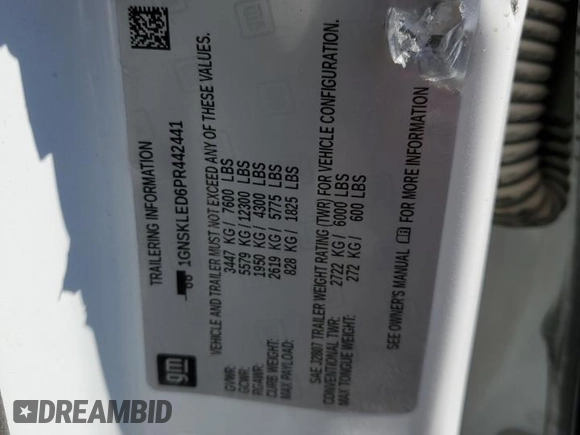 gm
TRAILERING INFORMATION
1GNSKLED6PR442441
VEHICLE AND TRAILER MUST NOT EXCEED ANY OF THESE VALUES.
GVWR: 3447 KG / 7600 LBS
GCWR: 5579 KG / 12300 LBS
RGAWR: 1950 KG / 4300 LBS
CURB WEIGHT: 2619 KG / 5775 LBS
MAX PAYLOAD: 828 KG / 1825 LBS
SAE J2807 TRAILER WEIGHT RATING (TWR) FOR VEHICLE CONFIGURATION.
CONVENTIONAL TWR: 2722 KG / 6000 LBS
MAX TONGUE WEIGHT: 272 KG / 600 LBS
SEE OWNER'S MANUAL FOR MORE INFORMATION
DREAMBID